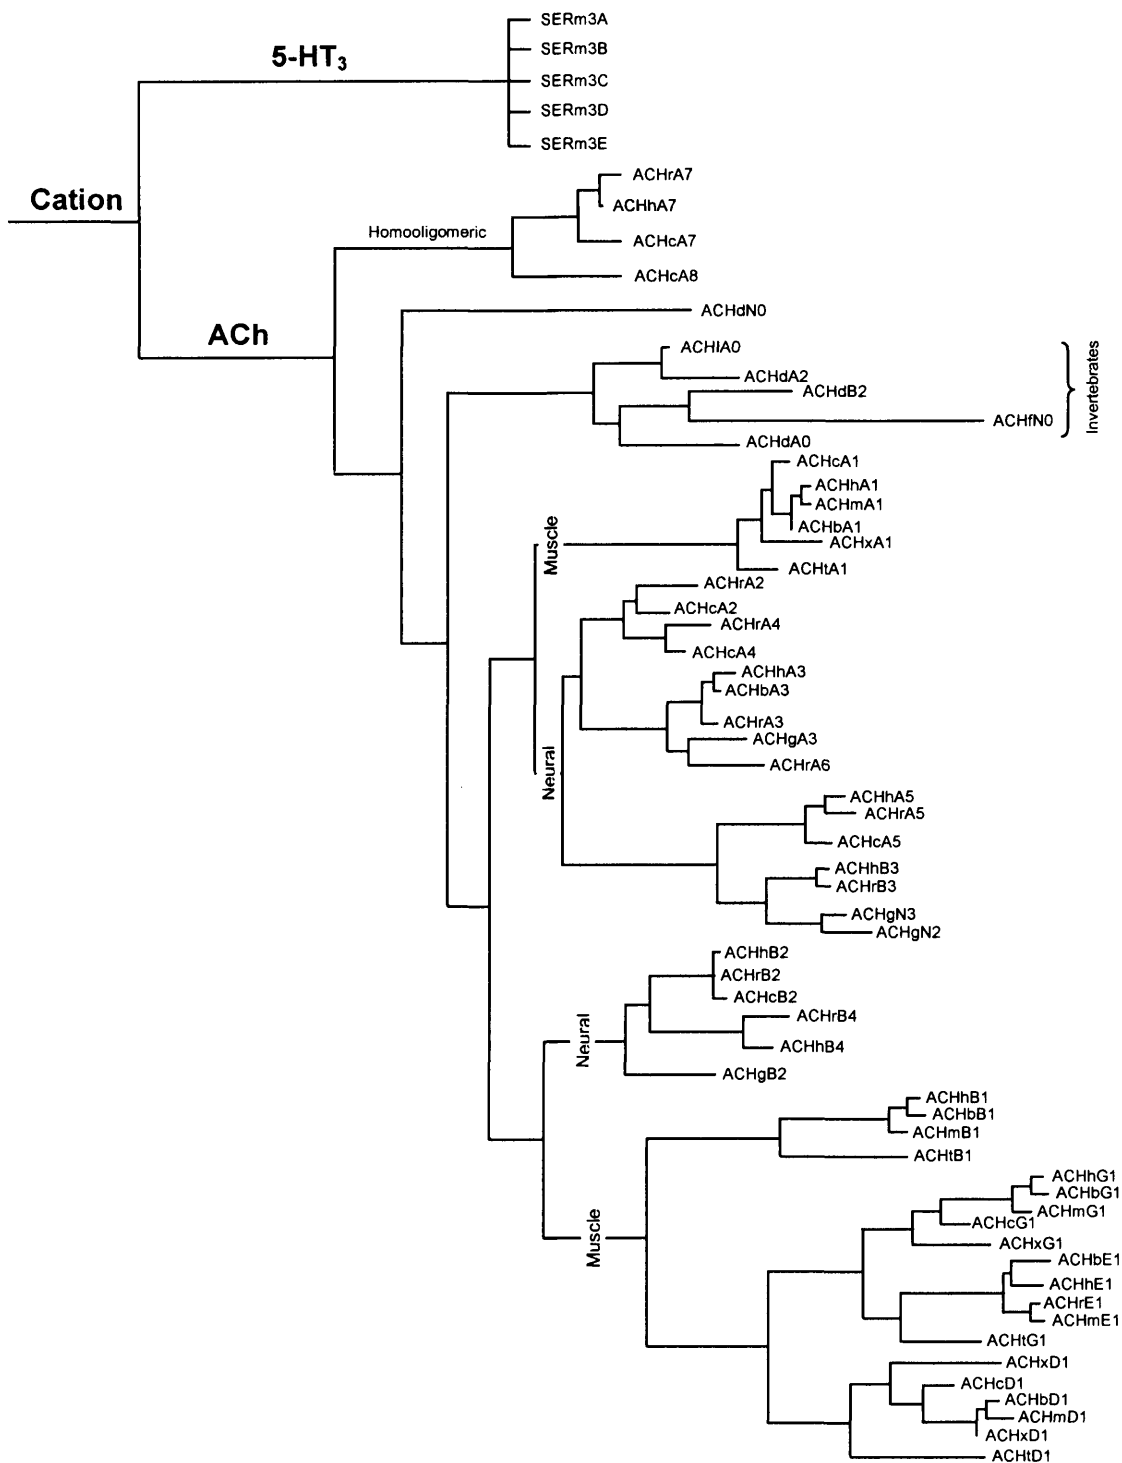 SERm3A
5-HT3
SERm3B
SERm3C
SERm3D
SERm3E
Cation
ACHrA7
ACHhA7
Homooligomeric
ACHcA7
ACHcA8
ACh
ACHdN0
ACHlA0
ACHdA2
ACHdB2
ACHfN0
ACHdA0
Invertebrates
ACHcA1
ACHhA1
ACHmA1
ACHbA1
ACHxA1
ACHtA1
Muscle
ACHrA2
ACHcA2
ACHrA4
ACHcA4
ACHhA3
ACHbA3
ACHrA3
ACHgA3
ACHrA6
Neural
ACHhA5
ACHrA5
ACHcA5
ACHhB3
ACHrB3
ACHgN3
ACHgN2
ACHhB2
ACHrB2
ACHcB2
ACHrB4
Neural
ACHhB4
ACHgB2
ACHhB1
ACHbB1
ACHmB1
ACHtB1
ACHhG1
ACHbG1
ACHmG1
ACHcG1
Muscle
ACHxG1
ACHbE1
ACHhE1
ACHrE1
ACHmE1
ACHtG1
ACHxD1
ACHcD1
ACHbD1
ACHmD1
ACHxD1
ACHtD1